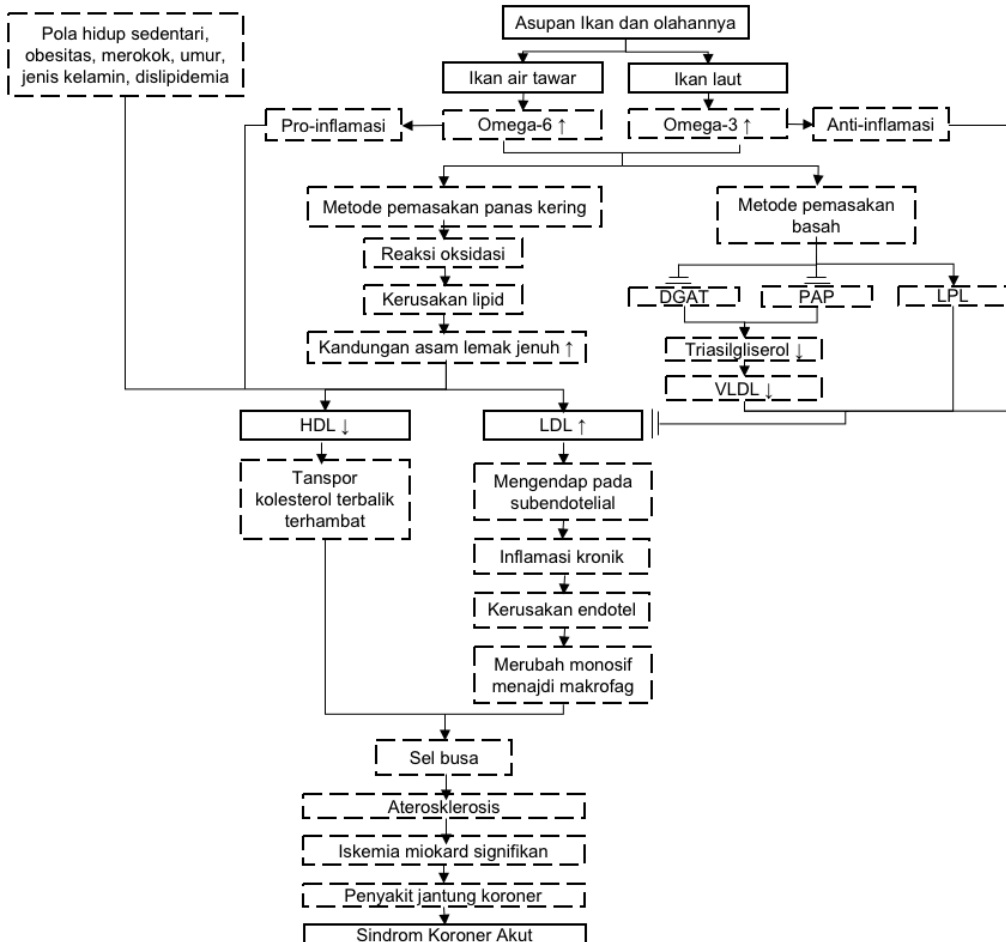 Asupan Ikan dan olahannya
Pola hidup sedentari,
obesitas, merokok, umur,
jenis kelamin, dislipidemia
Ikan air tawar
Ikan laut
Pro-inflamasi
Omega-6 ↑
Omega-3 ↑
Anti-inflamasi
Metode pemasakan panas kering
Metode pemasakan
basah
Reaksi oksidasi
Kerusakan lipid
DGAT
PAP
LPL
Kandungan asam lemak jenuh ↑
Triasilgliserol ↓
VLDL ↓
HDL ↓
LDL ↑
Tanspor
kolesterol terbalik
terhambat
Mengendap pada
subendotelial
Inflamasi kronik
Kerusakan endotel
Merubah monosif
menajdi makrofag
Sel busa
Aterosklerosis
Iskemia miokard signifikan
Penyakit jantung koroner
Sindrom Koroner Akut